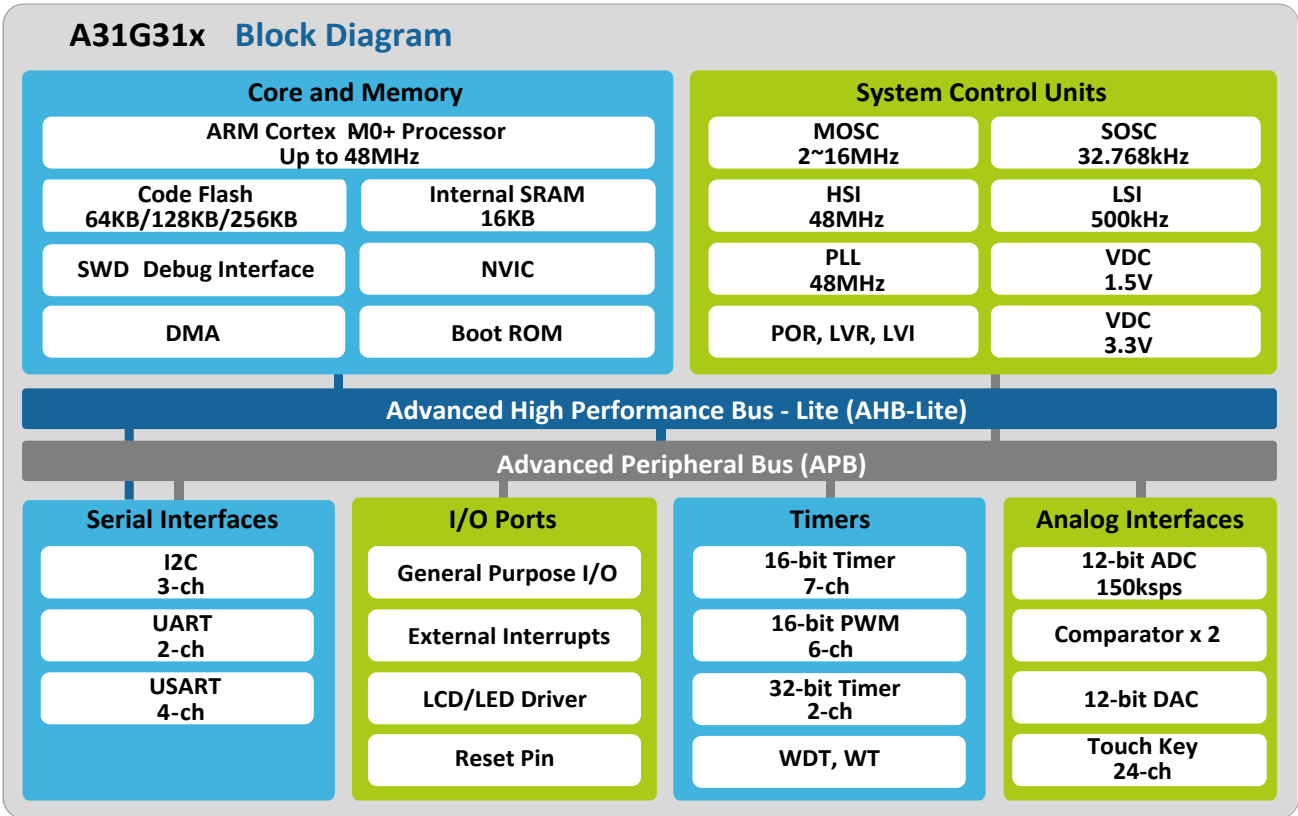 A31G31x Block Diagram
Core and Memory
ARM Cortex M0+ Processor
Up to 48MHz
Code Flash
64KB/128KB/256KB
Internal SRAM
16KB
SWD Debug Interface
NVIC
DMA
Boot ROM
System Control Units
MOSC
2~16MHz
SOSC
32.768kHz
HSI
48MHz
LSI
500kHz
PLL
48MHz
VDC
1.5V
POR, LVR, LVI
VDC
3.3V
Advanced High Performance Bus - Lite (AHB-Lite)
Advanced Peripheral Bus (APB)
Serial Interfaces
I2C
3-ch
UART
2-ch
USART
4-ch
I/O Ports
General Purpose I/O
External Interrupts
LCD/LED Driver
Reset Pin
Timers
16-bit Timer
7-ch
16-bit PWM
6-ch
32-bit Timer
2-ch
WDT, WT
Analog Interfaces
12-bit ADC
150ksps
Comparator x 2
12-bit DAC
Touch Key
24-ch